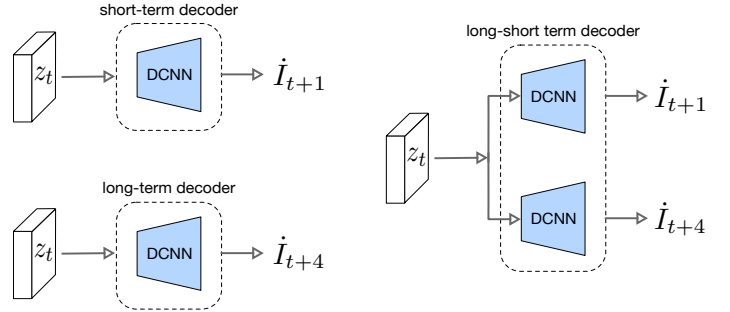 short-term decoder
z_t
DCNN
İ_{t+1}
long-term decoder
z_t
DCNN
İ_{t+4}
long-short term decoder
z_t
DCNN
İ_{t+1}
DCNN
İ_{t+4}